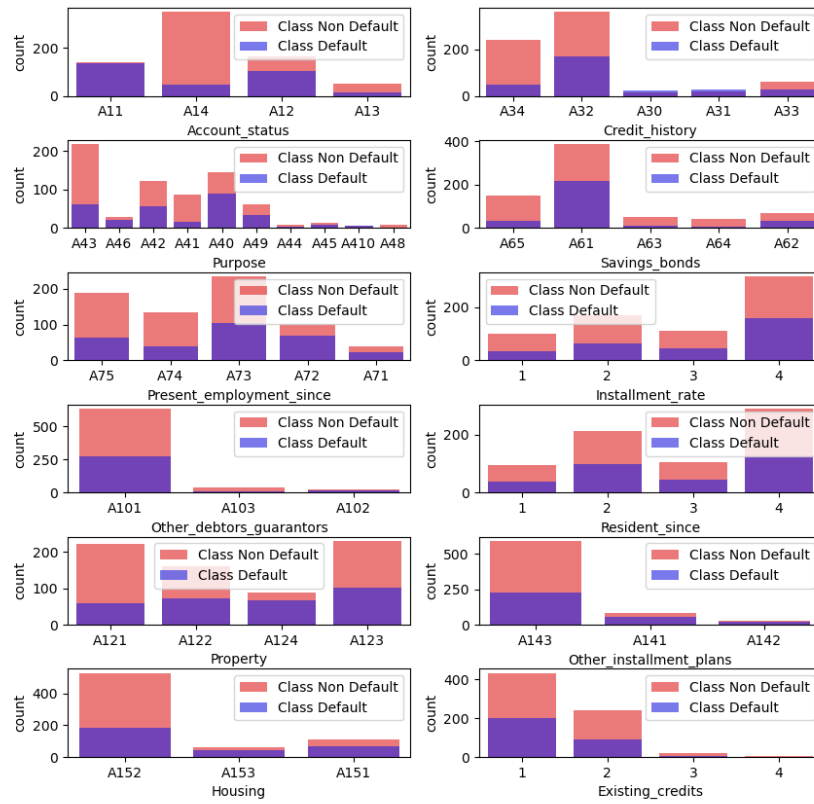 count
200
0
Class Non Default
Class Default
A11 A14 A12 A13
Account_status
count
200
0
Class Non Default
Class Default
A34 A32 A30 A31 A33
Credit_history
count
200
100
0
Class Non Default
Class Default
A43 A46 A42 A41 A40 A49 A44 A45 A410 A48
Purpose
count
400
200
0
Class Non Default
Class Default
A65 A61 A63 A64 A62
Savings_bonds
count
200
100
0
Class Non Default
Class Default
A75 A74 A73 A72 A71
Present_employment_since
count
200
0
Class Non Default
Class Default
1 2 3 4
Installment_rate
count
500
250
0
Class Non Default
Class Default
A101 A103 A102
Other_debtors_guarantors
count
200
0
Class Non Default
Class Default
1 2 3 4
Resident_since
count
200
100
0
Class Non Default
Class Default
A121 A122 A124 A123
Property
count
500
250
0
Class Non Default
Class Default
A143 A141 A142
Other_installment_plans
count
400
200
0
Class Non Default
Class Default
A152 A153 A151
Housing
count
400
200
0
Class Non Default
Class Default
1 2 3 4
Existing_credits